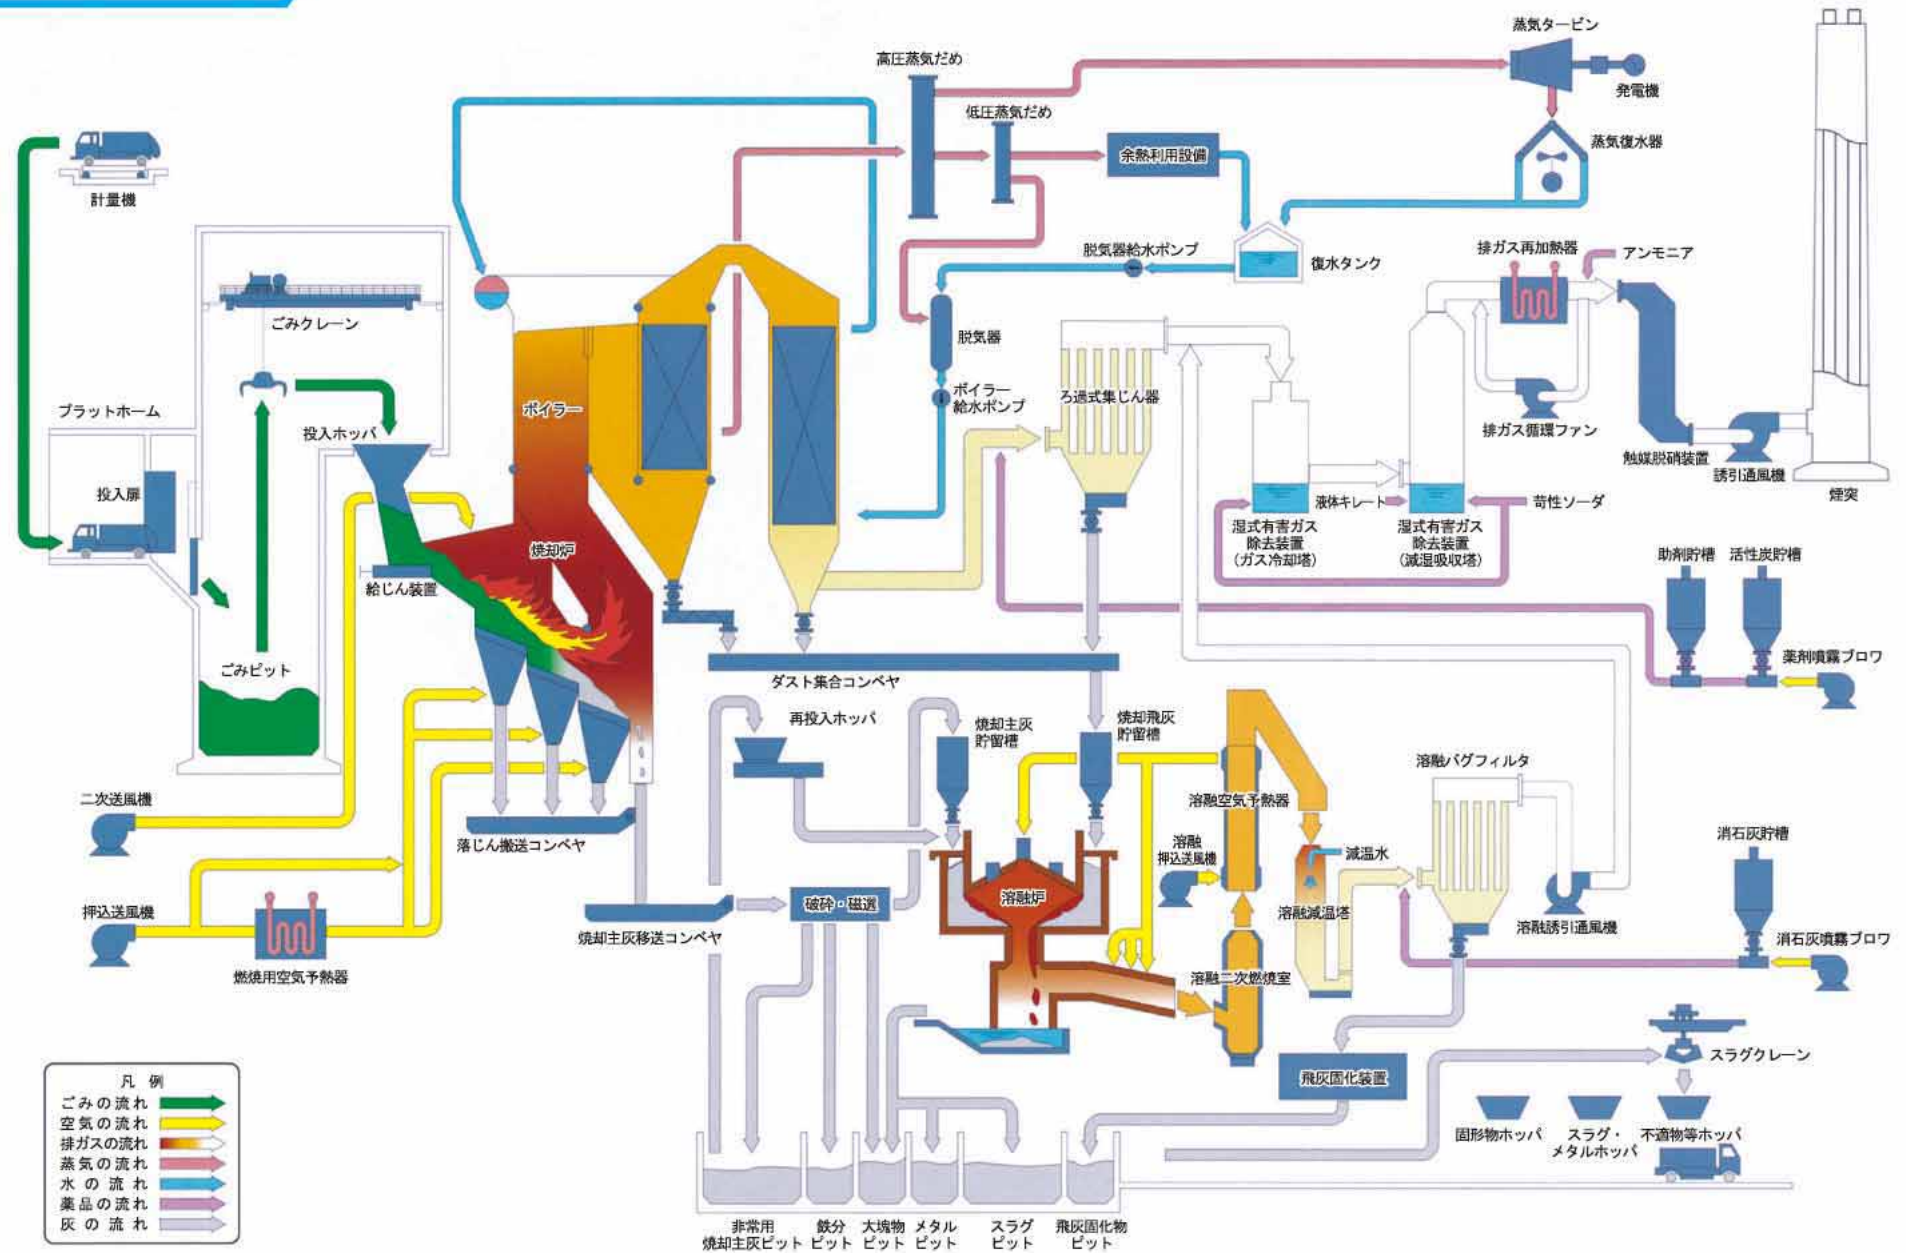 計量機
高圧蒸気だめ
低圧蒸気だめ
余熱利用設備
蒸気タービン
発電機
蒸気復水器
復水タンク
脱気器給水ポンプ
脱気器
ボイラー
給水ポンプ
排ガス再加熱器
アンモニア
排ガス循環ファン
触媒脱硝装置
誘引通風機
煙突
ごみクレーン
プラットホーム
投入ホッパ
投入扉
給じん装置
ごみピット
ボイラー
焼却炉
ろ過式集じん器
液体キレート
苛性ソーダ
湿式有害ガス
除去装置
(ガス冷却塔)
湿式有害ガス
除去装置
(減湿吸収塔)
助剤貯槽
活性炭貯槽
薬剤噴霧ブロワ
ダスト集合コンベヤ
再投入ホッパ
焼却主灰
貯留槽
焼却飛灰
貯留槽
二次送風機
押込送風機
燃焼用空気予熱器
落じん搬送コンベヤ
焼却主灰移送コンベヤ
破砕・磁選
溶融炉
溶融空気予熱器
溶融
押込送風機
減温水
溶融減温塔
溶融二次燃焼室
溶融バグフィルタ
溶融誘引通風機
消石灰貯槽
消石灰噴霧ブロワ
飛灰固化装置
スラグクレーン
固形物ホッパ
スラグ・
メタルホッパ
不適物等ホッパ
非常用
焼却主灰ピット
鉄分
ピット
大塊物
ピット
メタル
ピット
スラグ
ピット
飛灰固化物
ピット
凡 例
ごみの流れ
空気の流れ
排ガスの流れ
蒸気の流れ
水 の 流 れ
薬品の流れ
灰 の 流 れ